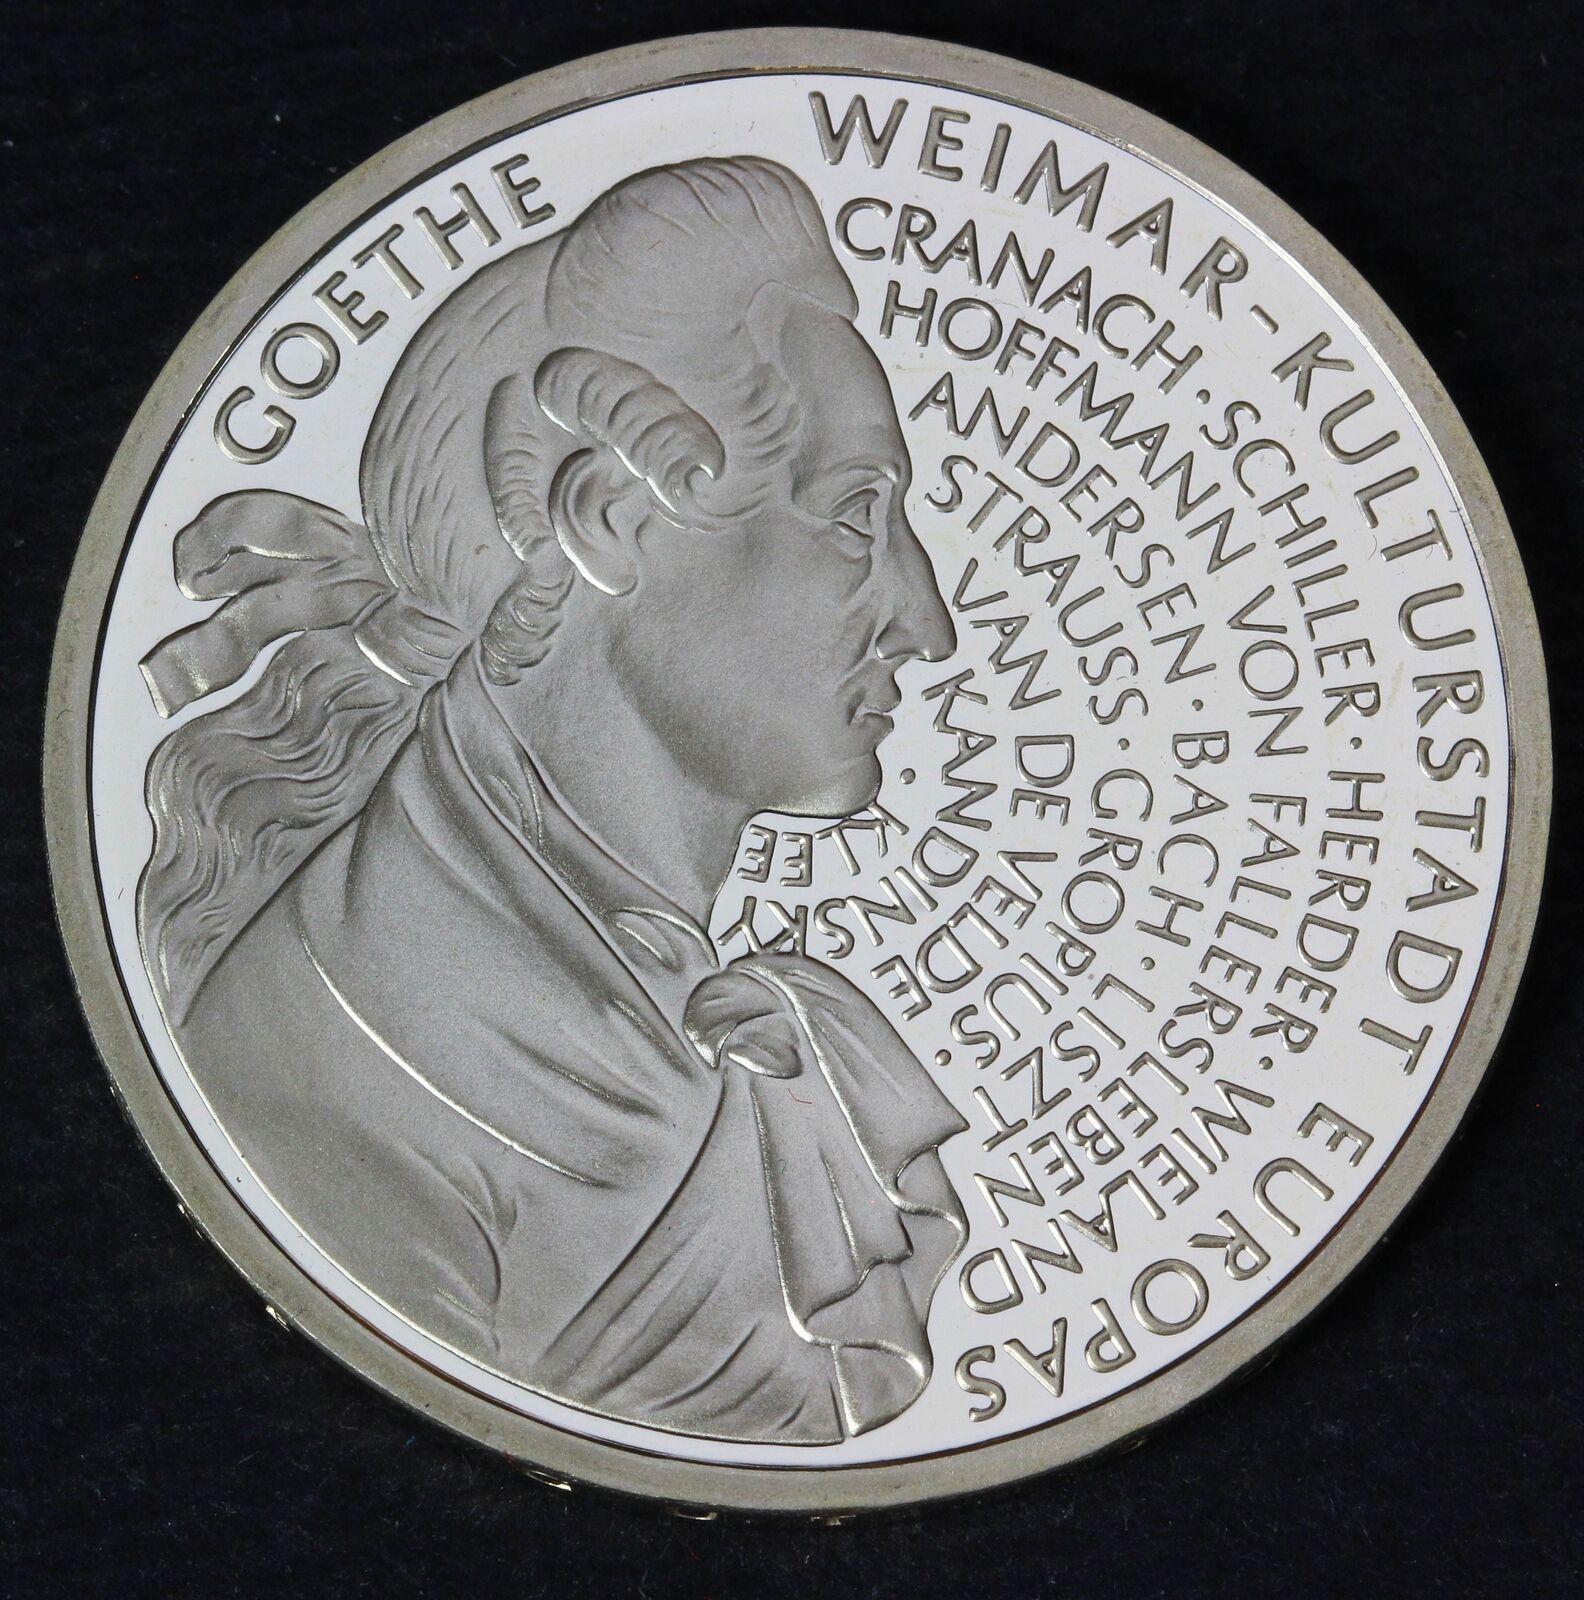 GOETHE
WEIMAR-KULTURSTADT EUROPAS
CRANACH · SCHILLER · HERDER · WIELAND
HOFFMANN VON FALLERSLEBEN
ANDERSEN · BACH · LISZT
STRAUSS · GROPIUS ·
VAN DE VELDE
KANDINSKY
· KLEE